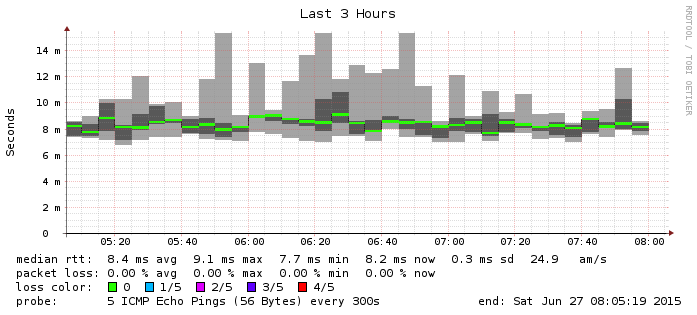 Last 3 Hours
RRDTOOL / TOBI OETIKER
Seconds
14 m
12 m
10 m
8 m
6 m
4 m
2 m
0
05:20 05:40 06:00 06:20 06:40 07:00 07:20 07:40 08:00
median rtt: 8.4 ms avg 9.1 ms max 7.7 ms min 8.2 ms now 0.3 ms sd 24.9 am/s
packet loss: 0.00 % avg 0.00 % max 0.00 % min 0.00 % now
loss color: 0 1/5 2/5 3/5 4/5
probe: 5 ICMP Echo Pings (56 Bytes) every 300s end: Sat Jun 27 08:05:19 2015